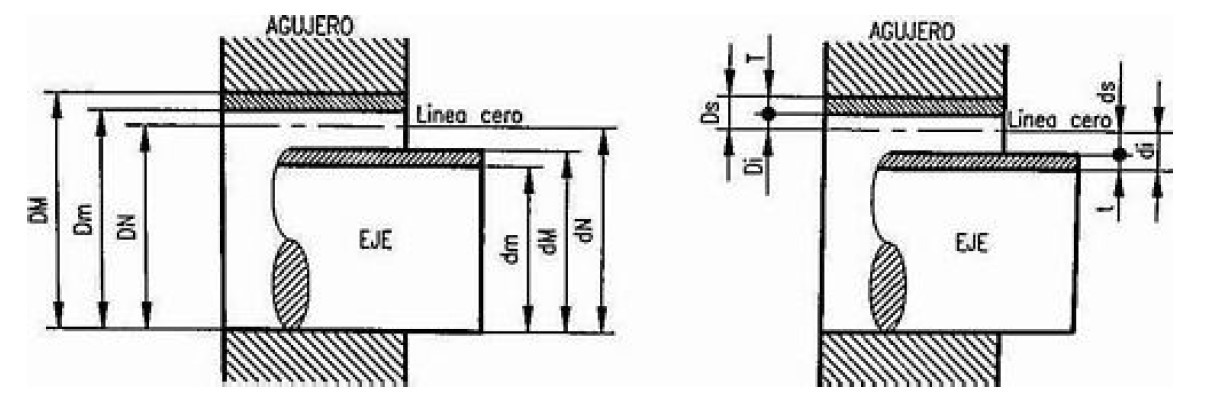 AGUJERO
Línea cero
DM
Dm
DN
EJE
dm
dM
dN
AGUJERO
T
Ds
Di
Línea cero
ds
di
t
EJE